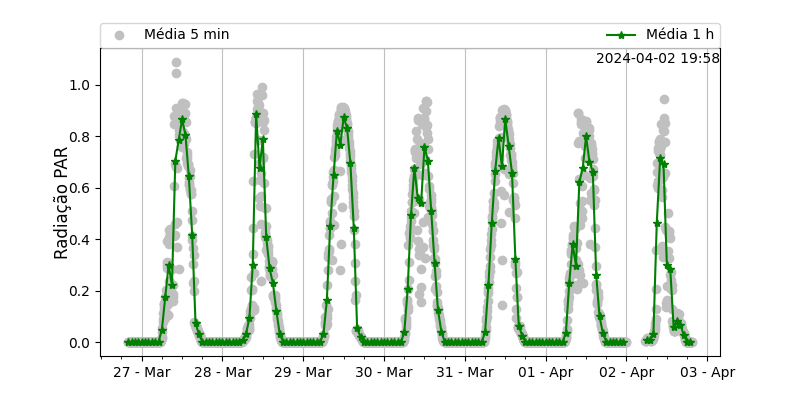 Média 5 min
Média 1 h
2024-04-02 19:58
Radiação PAR
1.0
0.8
0.6
0.4
0.2
0.0
27 - Mar
28 - Mar
29 - Mar
30 - Mar
31 - Mar
01 - Apr
02 - Apr
03 - Apr